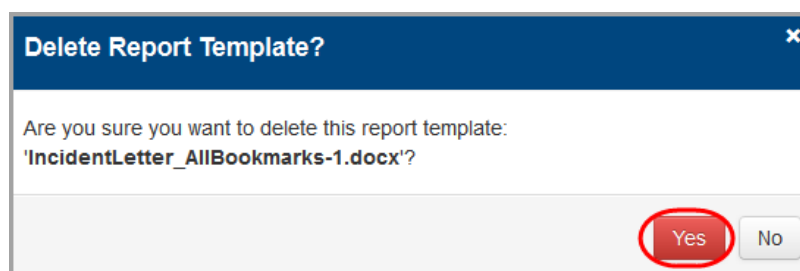 Delete Report Template?
Are you sure you want to delete this report template:
'IncidentLetter_AllBookmarks-1.docx'?
Yes
No